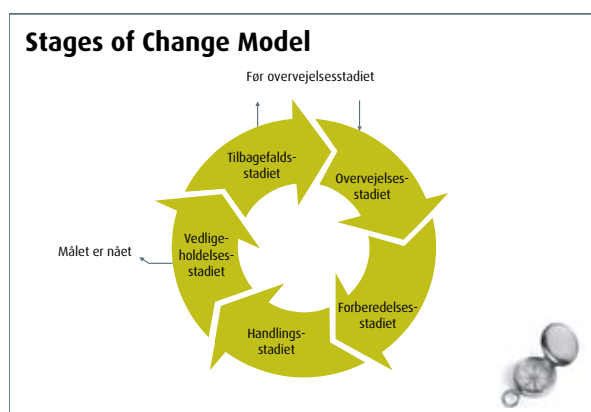 Stages of Change Model
Før overvejelsesstadiet
Tilbagefalds-
stadiet
Overvejelses-
stadiet
Vedlige-
holdelses-
stadiet
Målet er nået
Forberedelses-
stadiet
Handlings-
stadiet